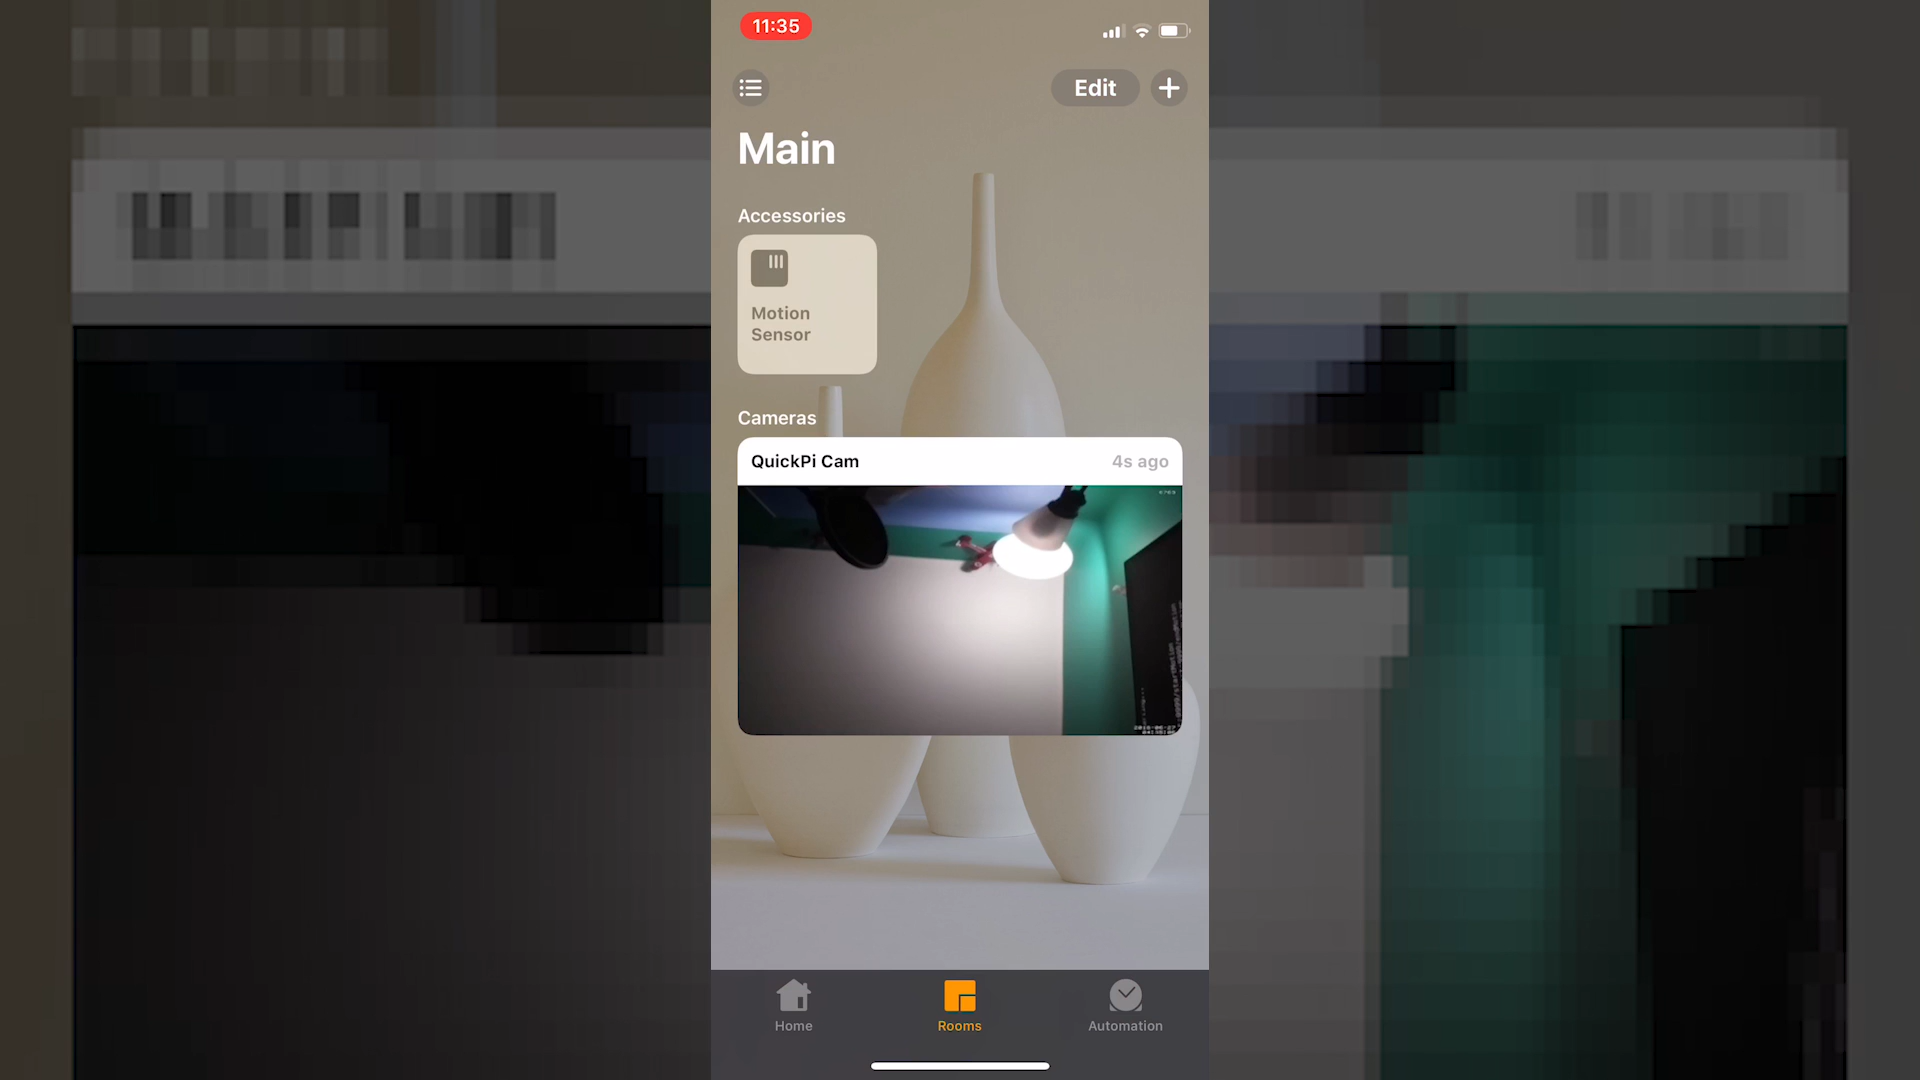 11:35
Edit
Main
Accessories
Motion
Sensor
Cameras
QuickPi Cam
4s ago
Home
Rooms
Automation